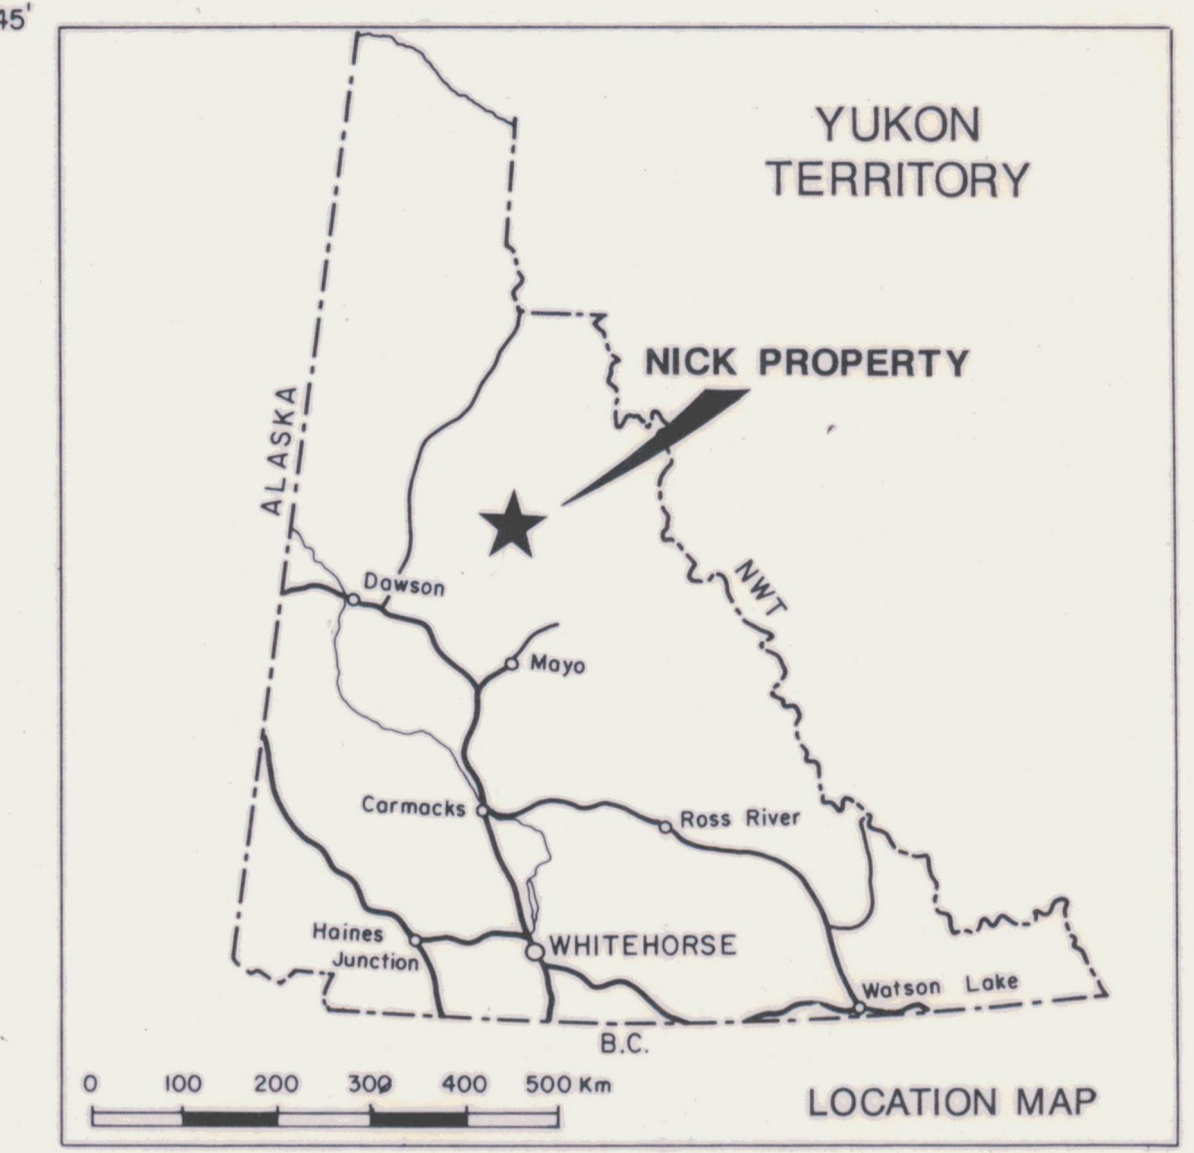 45'
YUKON
TERRITORY
NICK PROPERTY
ALASKA
NWT
Dawson
Mayo
Carmacks
Ross River
Haines
Junction
WHITEHORSE
Watson Lake
B.C.
0 100 200 300 400 500 Km
LOCATION MAP